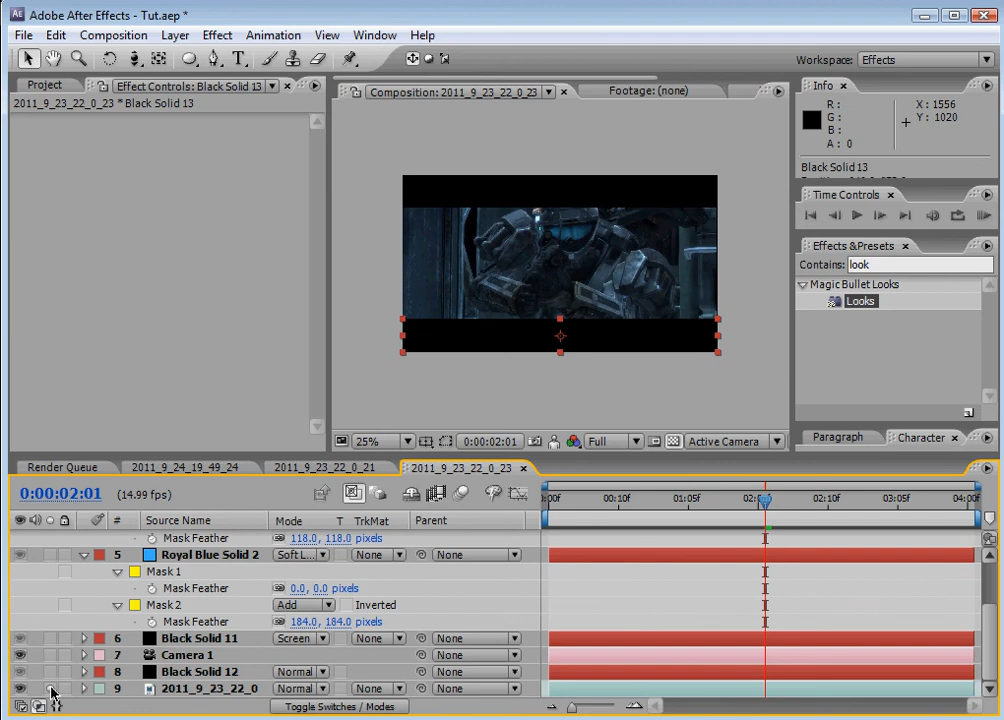 Ae Adobe After Effects - Tut.aep *
File Edit Composition Layer Effect Animation View Window Help
T Workspace: Effects
Project Effect Controls: Black Solid 13
2011_9_23_22_0_23 * Black Solid 13
Composition: 2011_9_23_22_0_23 Footage: (none)
25% 0:00:02:01 Full Active Camera
Info
R : X : 1556
G : Y : 1020
B :
A : 0
Black Solid 13
Time Controls
Effects & Presets
Contains: look
Magic Bullet Looks
Looks
Paragraph Character
Render Queue 2011_9_24_19_49_24 2011_9_23_22_0_21 2011_9_23_22_0_23
0:00:02:01 (14.99 fps)
:00f 00:10f 01:05f 02:0 02:10f 03:05f 04:00f
# Source Name Mode T TrkMat Parent
Mask Feather 118.0, 118.0 pixels
5 Royal Blue Solid 2 Soft L... None None
Mask 1
Mask Feather 0.0, 0.0 pixels
Mask 2 Add Inverted
Mask Feather 184.0, 184.0 pixels
6 Black Solid 11 Screen None None
7 Camera 1 None
8 Black Solid 12 Normal None None
9 2011_9_23_22_0 Normal None None
Toggle Switches / Modes